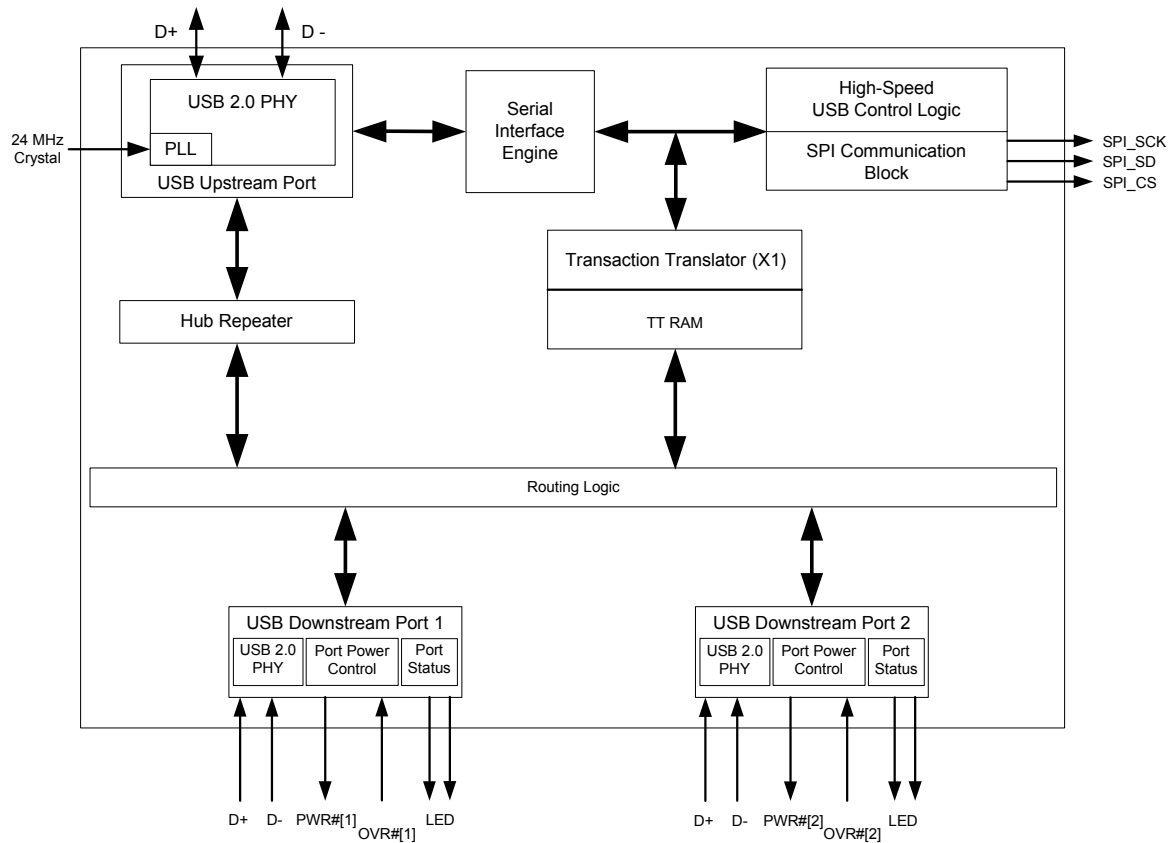 D+
D -
USB 2.0 PHY
PLL
USB Upstream Port
24 MHz
Crystal
Serial
Interface
Engine
High-Speed
USB Control Logic
SPI Communication
Block
SPI_SCK
SPI_SD
SPI_CS
Transaction Translator (X1)
TT RAM
Hub Repeater
Routing Logic
USB Downstream Port 1
USB 2.0
PHY
Port Power
Control
Port
Status
USB Downstream Port 2
USB 2.0
PHY
Port Power
Control
Port
Status
D+
D-
PWR#[1]
OVR#[1]
LED
D+
D-
PWR#[2]
OVR#[2]
LED